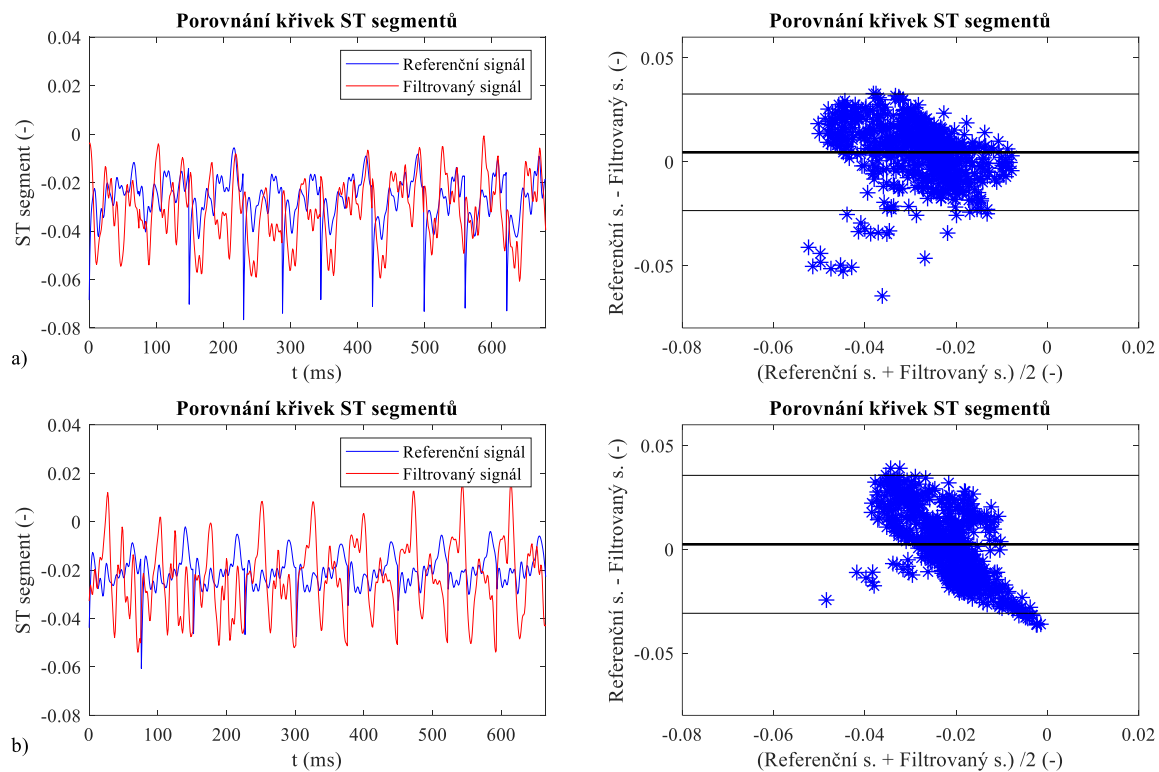 Porovnání křivek ST segmentů
0.04
0.02
0
-0.02
-0.04
-0.06
-0.08
ST segment (-)
Referenční signál
Filtrovaný signál
0 100 200 300 400 500 600
t (ms)
a)
Porovnání křivek ST segmentů
0.05
0
-0.05
Referenční s. - Filtrovaný s. (-)
-0.08 -0.06 -0.04 -0.02 0 0.02
(Referenční s. + Filtrovaný s.) /2 (-)
Porovnání křivek ST segmentů
0.04
0.02
0
-0.02
-0.04
-0.06
-0.08
ST segment (-)
Referenční signál
Filtrovaný signál
0 100 200 300 400 500 600
t (ms)
b)
Porovnání křivek ST segmentů
0.05
0
-0.05
Referenční s. - Filtrovaný s. (-)
-0.08 -0.06 -0.04 -0.02 0 0.02
(Referenční s. + Filtrovaný s.) /2 (-)